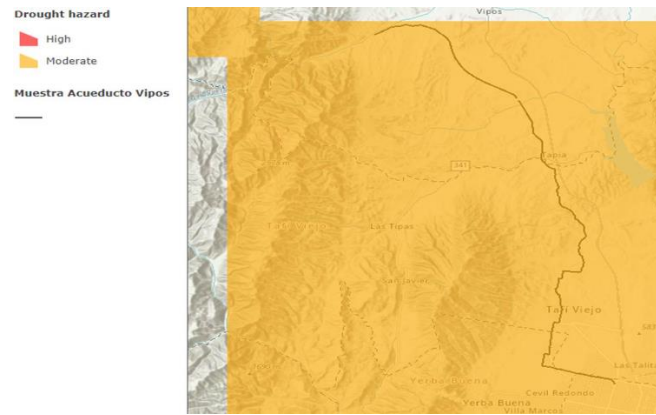 Drought hazard
High
Moderate
Muestra Acueducto Vipos
Vipos
341
Tapia
Tafí Viejo
Las Tipas
San Javier
Tafí Viejo
Las Talita
Yerba Buena
Cevil Redondo
Yerba Buena
Villa Marcos